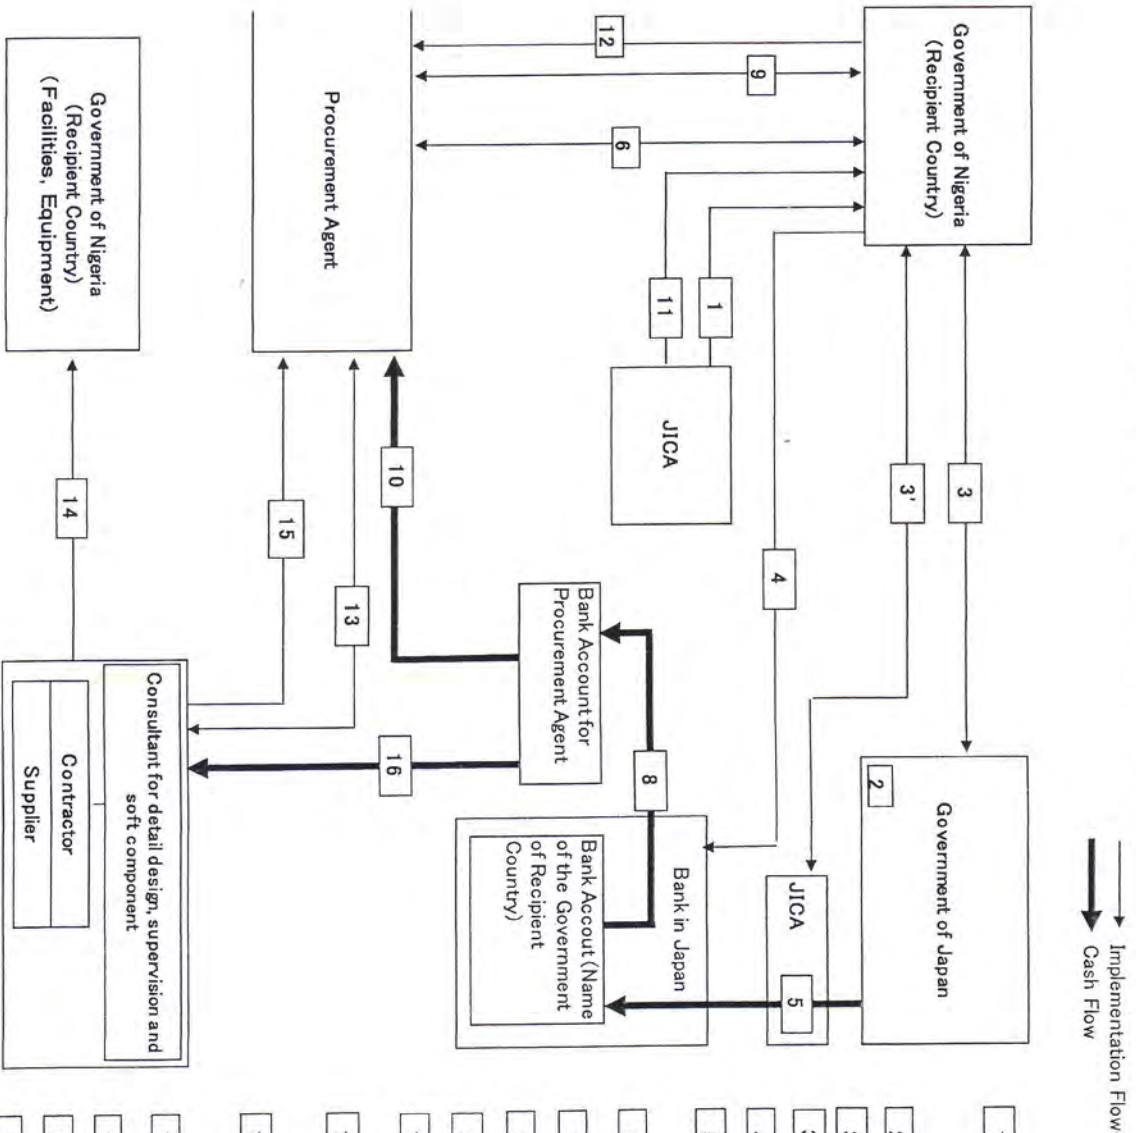 Implementation Flow
Cash Flow
Government of Nigeria
(Recipient Country)
3
Government of Japan
2
3'
JICA
5
4
1
11
JICA
9
6
12
Bank in Japan
Bank Accout (Name
of the Government
of Recipient
Country)
8
Bank Account for
Procurement Agent
10
16
Procurement Agent
13
15
Consultant for detail design, supervision and
soft component
Contractor
Supplier
14
Government of Nigeria
(Recipient Country)
(Facilities, Equipment)